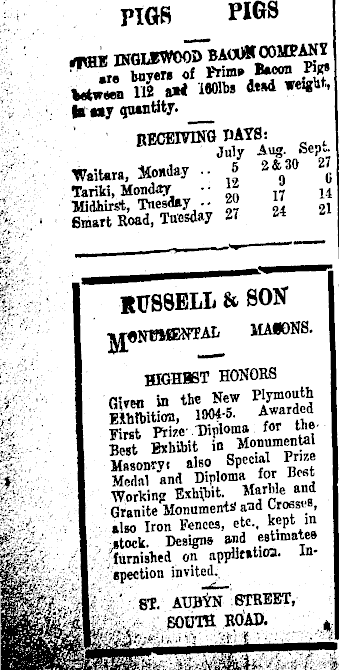 PIGS PIGS
THE INGLEWOOD BACON COMPANY
are buyers of Prime Bacon Pigs
between 112 and 160lbs dead weight,
in any quantity.
RECEIVING DAYS:
July Aug. Sept.
Waitara, Monday .. 5 2 & 30 27
Tariki, Monday .. 12 9 6
Midhirst, Tuesday .. 20 17 14
Smart Road, Tuesday 27 24 21
RUSSELL & SON
MONUMENTAL MASONS.
HIGHEST HONORS
Given in the New Plymouth
Exhibition, 1904-5. Awarded
First Prize Diploma for the
Best Exhibit in Monumental
Masonry; also Special Prize
Medal and Diploma for Best
Working Exhibit. Marble and
Granite Monuments and Crosses,
also Iron Fences, etc., kept in
stock. Designs and estimates
furnished on application. In-
spection invited.
ST. AUBYN STREET,
SOUTH ROAD.